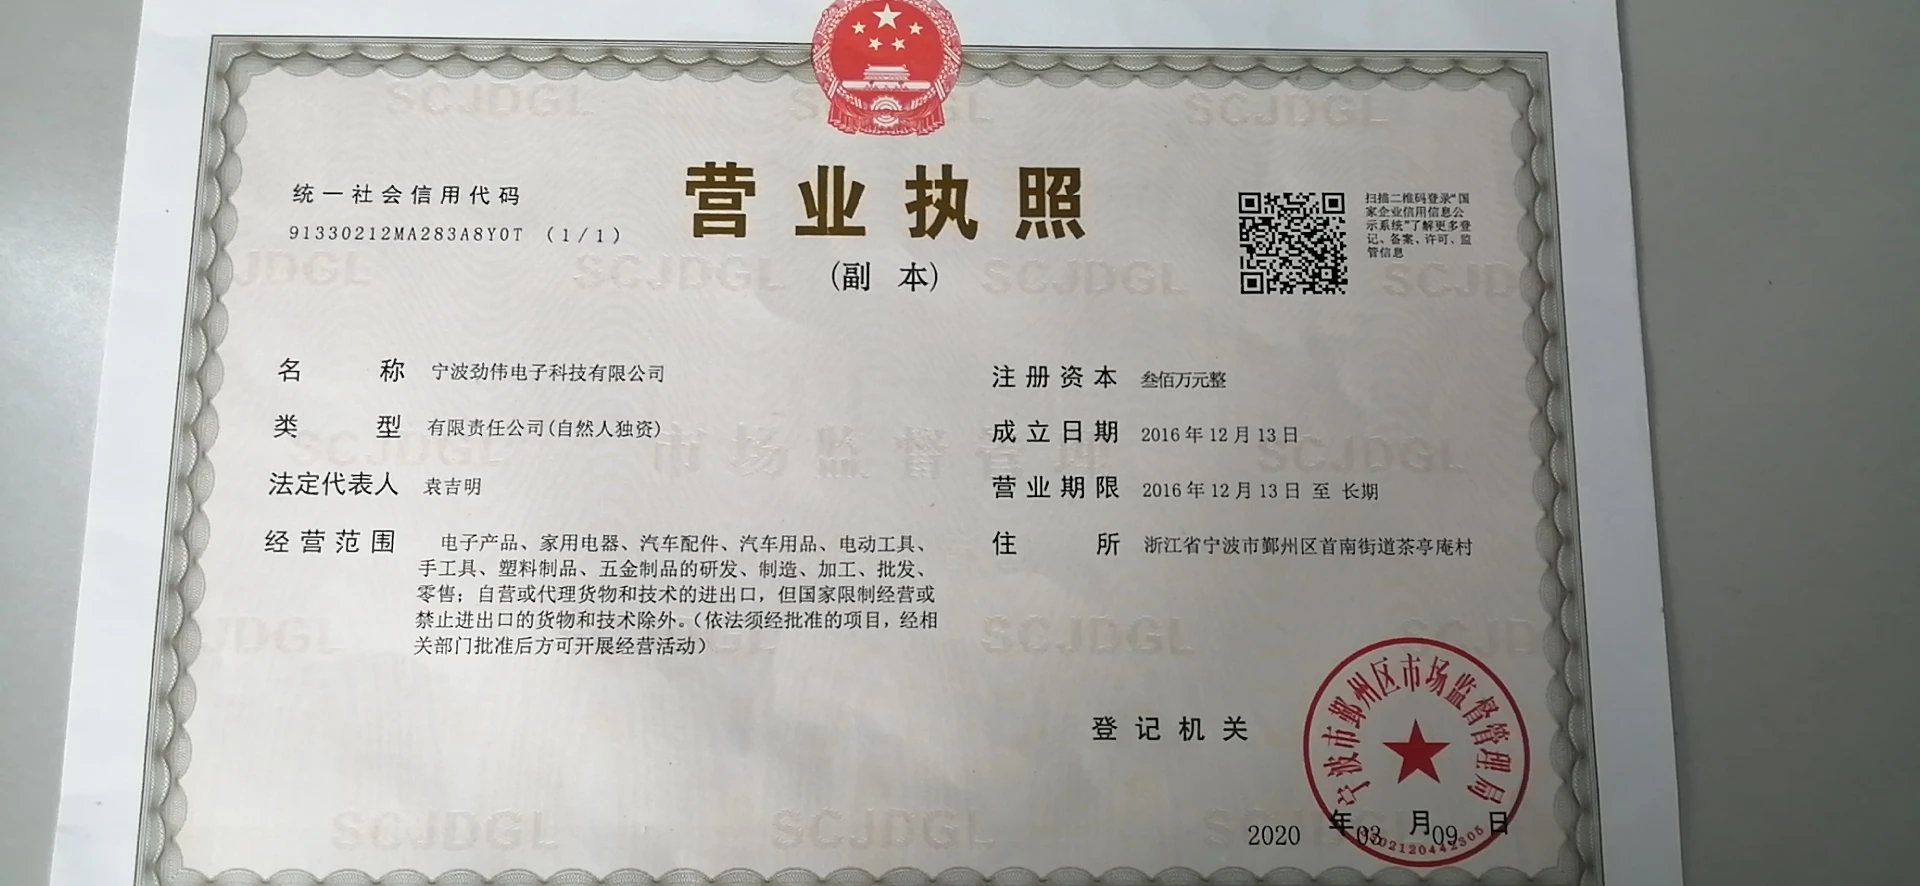 统一社会信用代码
91330212MA283A8Y0T (1/1)
营业执照
(副 本)
扫描二维码登录“国
家企业信用信息公
示系统”了解更多登
记、备案、许可、监
管信息
名 称 宁波劲伟电子科技有限公司
类 型 有限责任公司(自然人独资)
法定代表人 袁吉明
经营范围 电子产品、家用电器、汽车配件、汽车用品、电动工具、
手工具、塑料制品、五金制品的研发、制造、加工、批发、
零售；自营或代理货物和技术的进出口，但国家限制经营或
禁止进出口的货物和技术除外。(依法须经批准的项目，经相
关部门批准后方可开展经营活动)
注册资本 叁佰万元整
成立日期 2016年12月13日
营业期限 2016年12月13日 至 长期
住 所 浙江省宁波市鄞州区首南街道茶亭庵村
登记机关
宁波市鄞州区市场监督管理局
2020 年 03 月 09 日
SCJDGL
市场监督管理